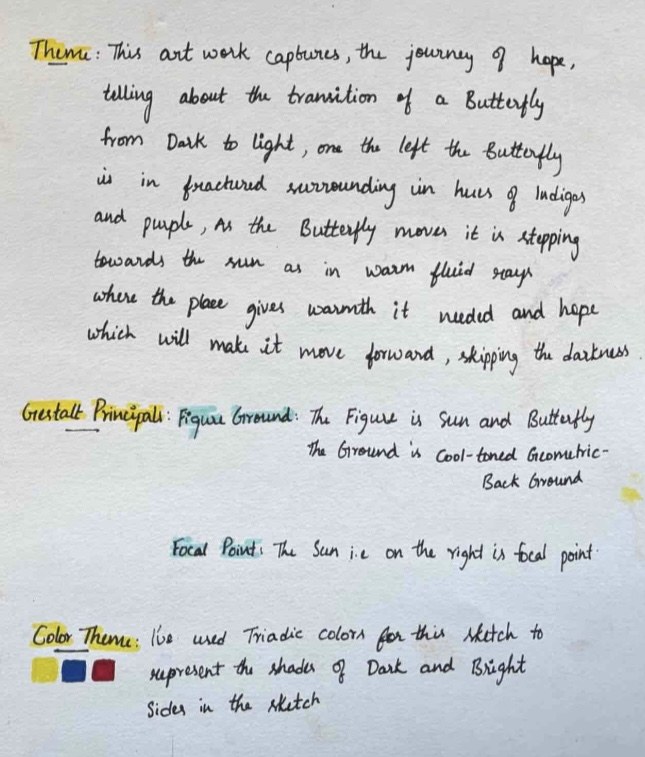 Theme: This art work captures, the journey of hope,
telling about the transition of a Butterfly
from Dark to light, one the left the Butterfly
is in fractured surrounding in hues of Indigos
and purple, As the Butterfly moves it is stepping
towards the sun as in warm fluid rays
where the place gives warmth it needed and hope
which will make it move forward, skipping the darkness.
Gestalt Principals: Figure Ground: The Figure is Sun and Butterfly
The Ground is Cool-toned Geometric-
Back Ground
Focal Point: The Sun i.e on the right is focal point.
Color Theme: I've used Triadic colors for this sketch to
represent the shades of Dark and Bright
Sides in the sketch